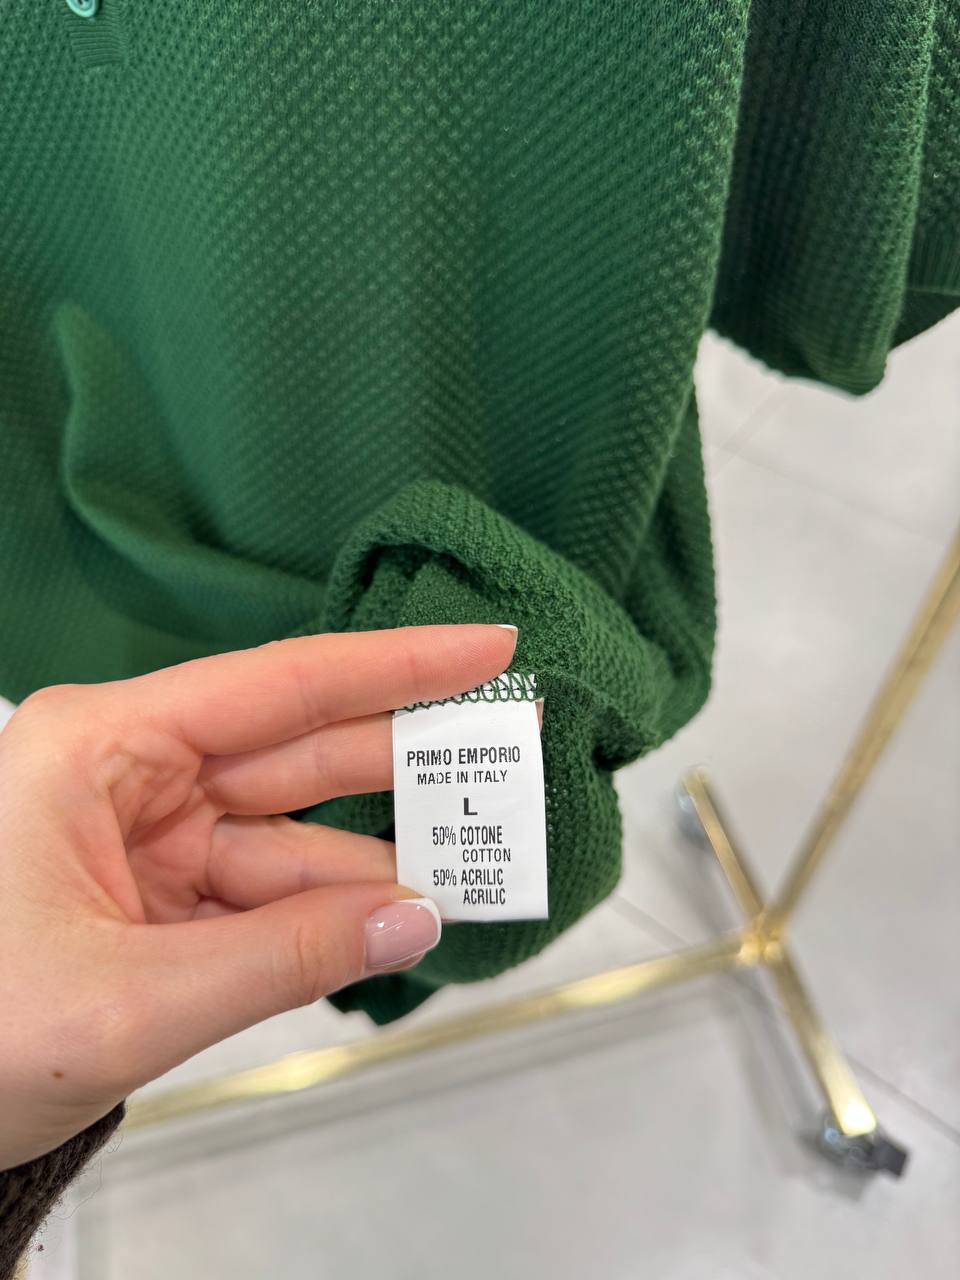 PRIMO EMPORIO
MADE IN ITALY
L
50% COTONE
COTTON
50% ACRILIC
ACRILIC